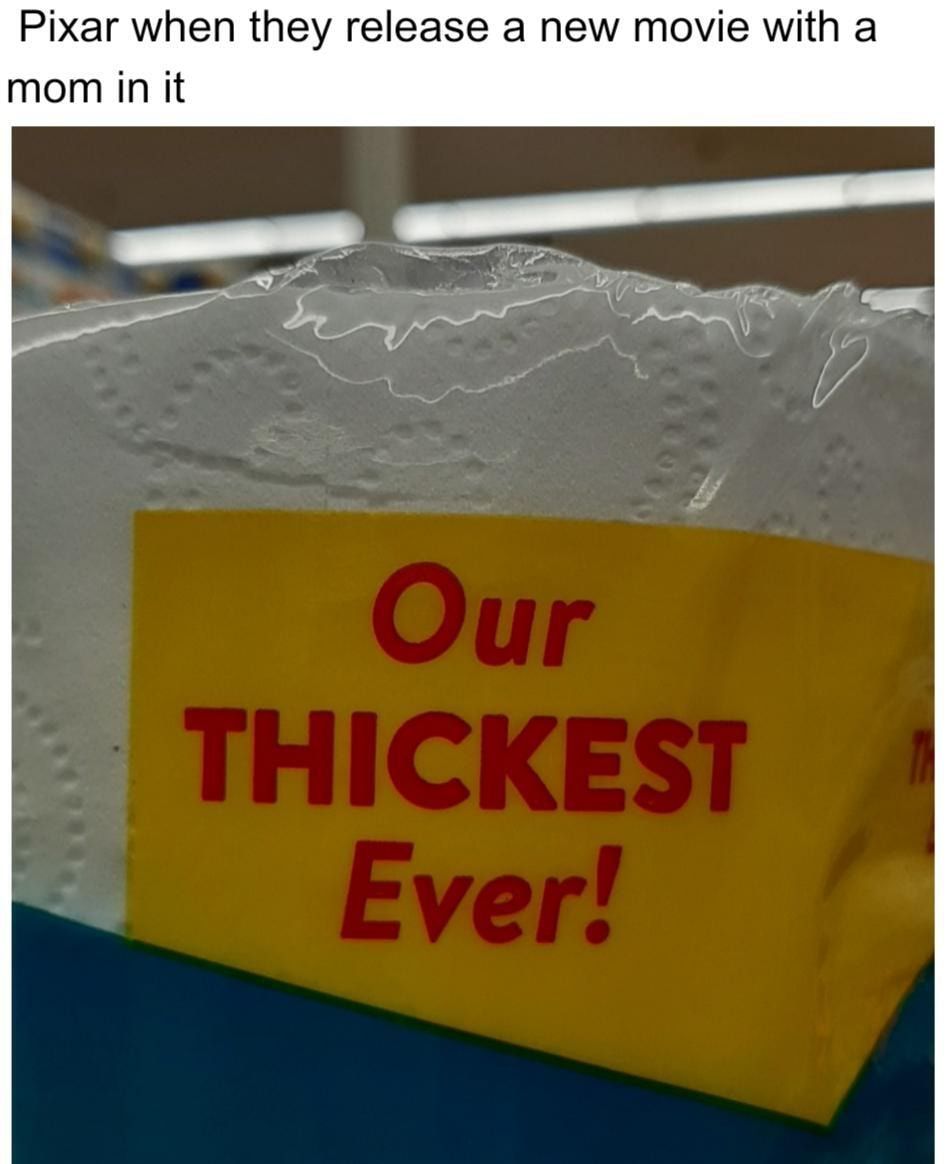 Pixar when they release a new movie with a
mom in it
Our
THICKEST
Ever!